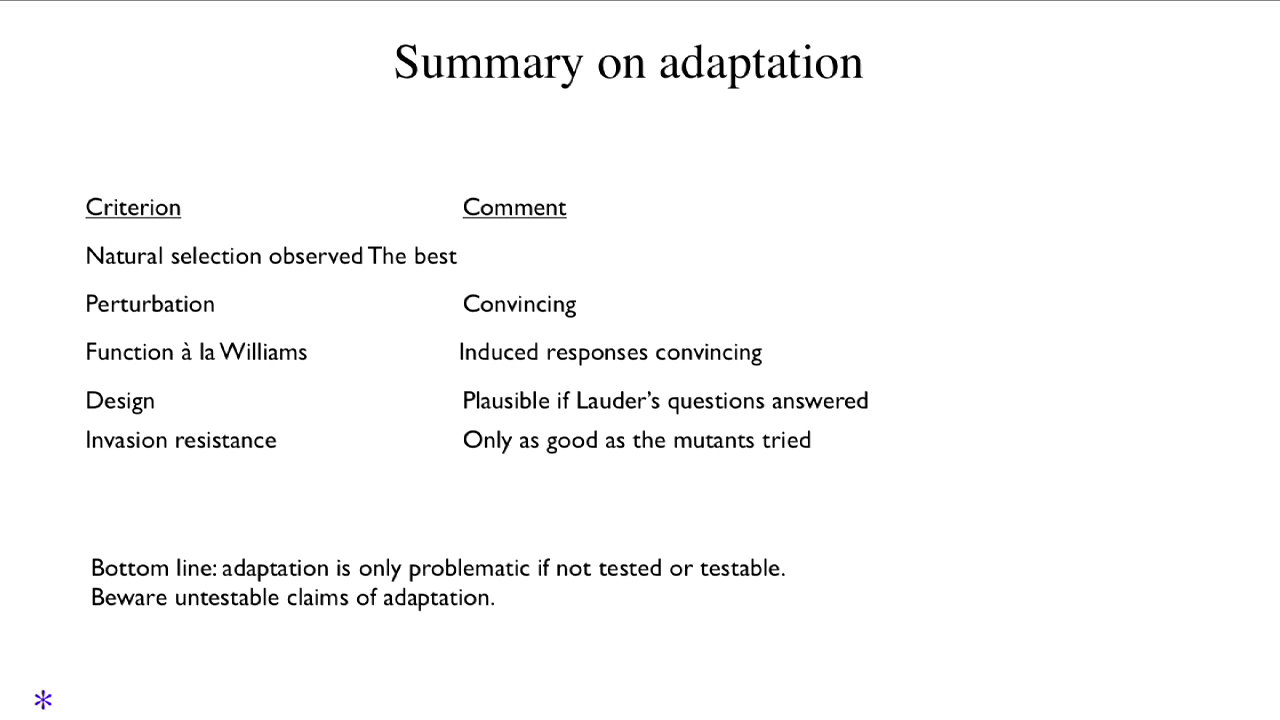 Summary on adaptation
Criterion Comment
Natural selection observed The best
Perturbation Convincing
Function à la Williams Induced responses convincing
Design Plausible if Lauder’s questions answered
Invasion resistance Only as good as the mutants tried
Bottom line: adaptation is only problematic if not tested or testable.
Beware untestable claims of adaptation.
*